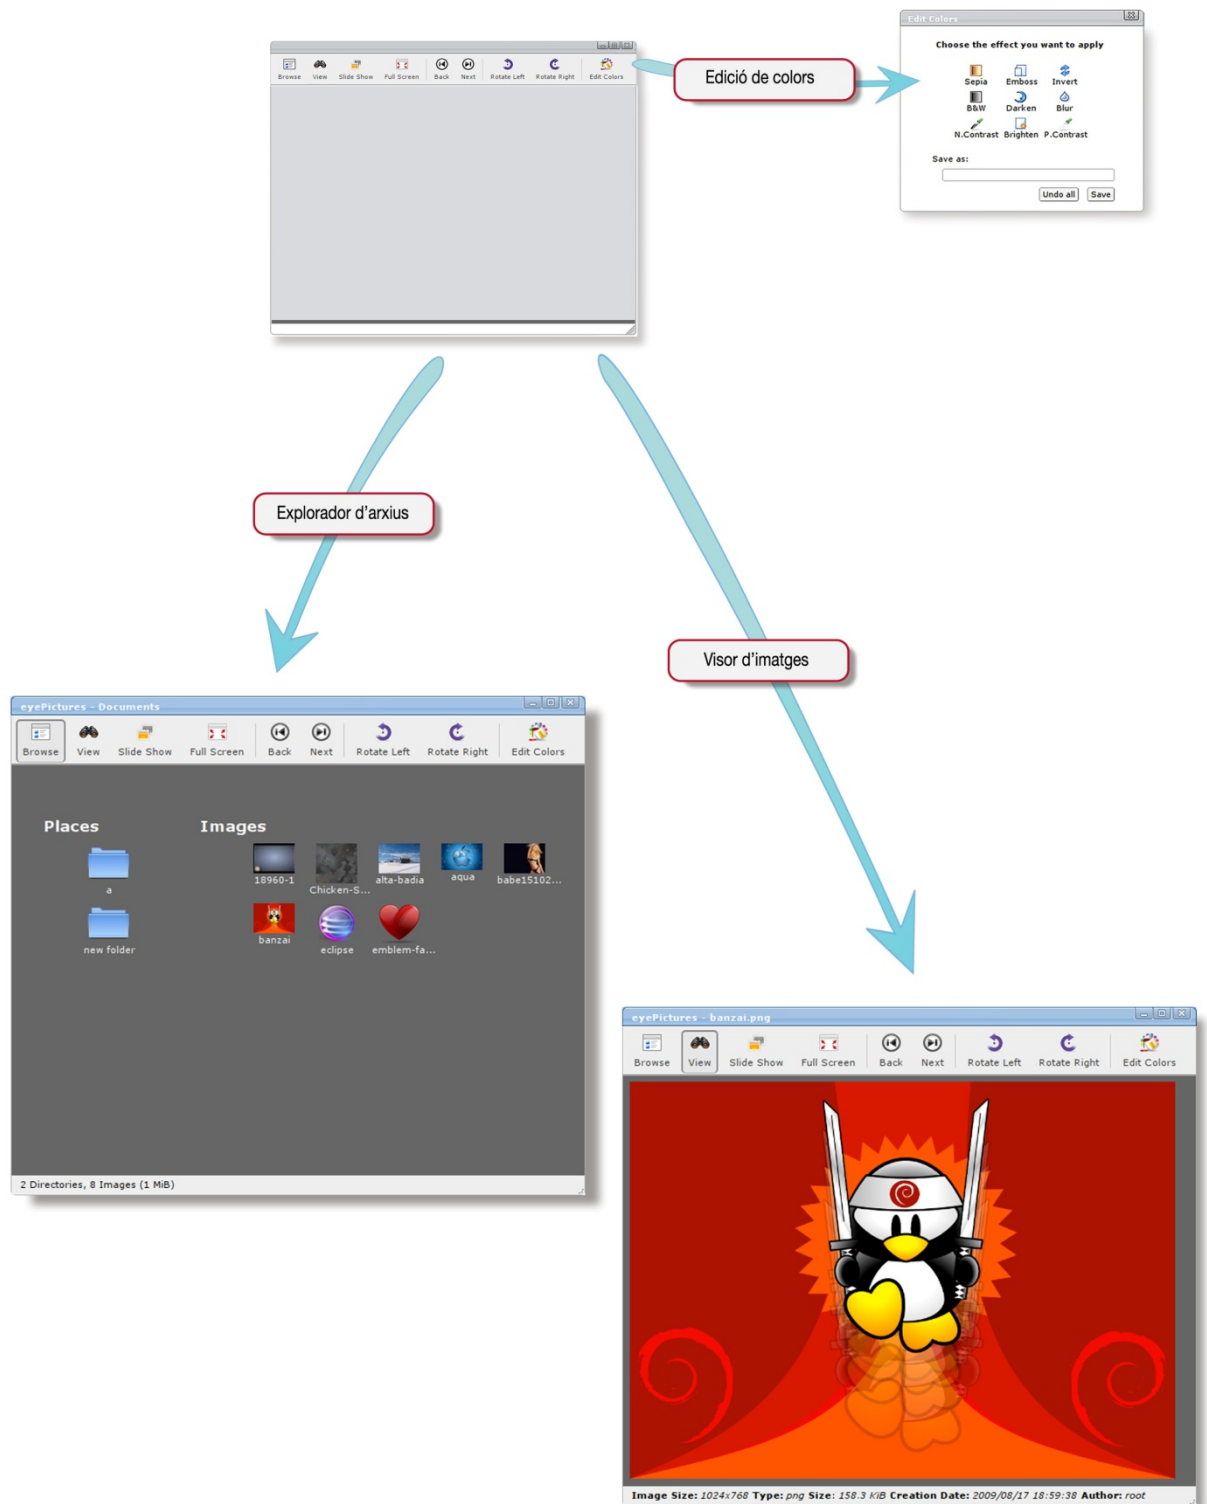 Edit Colors
Choose the effect you want to apply
Sepia Emboss Invert
B&W Darken Blur
N.Contrast Brighten P.Contrast
Save as:
Undo all Save
Browse View Slide Show Full Screen Back Next Rotate Left Rotate Right Edit Colors
Edició de colors
Explorador d'arxius
Visor d'imatges
eyePictures - Documents
Browse View Slide Show Full Screen Back Next Rotate Left Rotate Right Edit Colors
Places Images
18960-1 Chicken-S... alta-badia aqua babe15102...
a
banzai eclipse emblem-fa...
new folder
2 Directories, 8 Images (1 MiB)
eyePictures - banzai.png
Browse View Slide Show Full Screen Back Next Rotate Left Rotate Right Edit Colors
Image Size: 1024x768 Type: png Size: 158.3 KiB Creation Date: 2009/08/17 18:59:38 Author: root